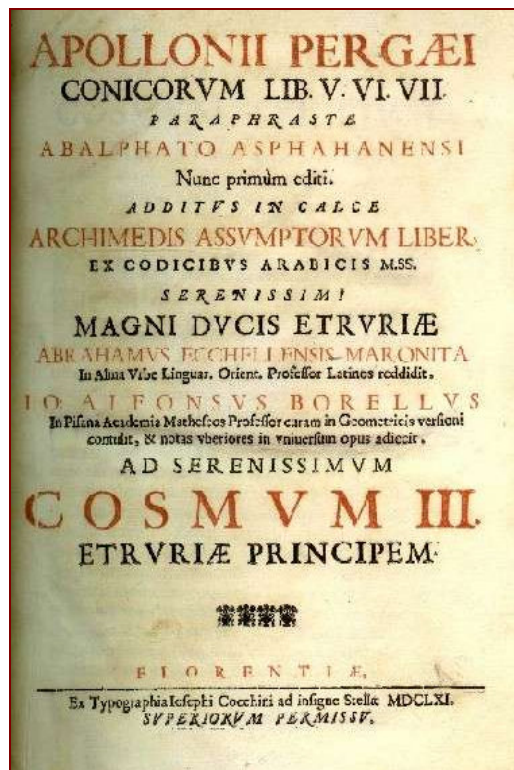 APOLLONII PERGÆI
CONICORVM LIB. V. VI. VII.
PARAPHRASTE
ABALPHATO ASPHAHANENSI
Nunc primùm editi.
ADDITVS IN CALCE
ARCHIMEDIS ASSVMPTORVM LIBER,
EX CODICIBVS ARABICIS M.SS.
SERENISSIMI
MAGNI DVCIS ETRVRIÆ
ABRAHAMVS ECCHELLENSIS MARONITA
In Alma Vrbe Linguar. Orient. Professor Latinos reddidit.
IO: ALFONSVS BORELLVS
In Pisana Academia Matheseos Professor curam in Geometricis versioni
contulit, & notas vberiores in vniuersum opus adiecit.
AD SERENISSIMVM
COSMVM III.
ETRVRIÆ PRINCIPEM.
FLORENTIÆ,
Ex Typographia Iosephi Cocchini ad insigne Stellæ MDCLXI.
SVPERIORVM PERMISSV.